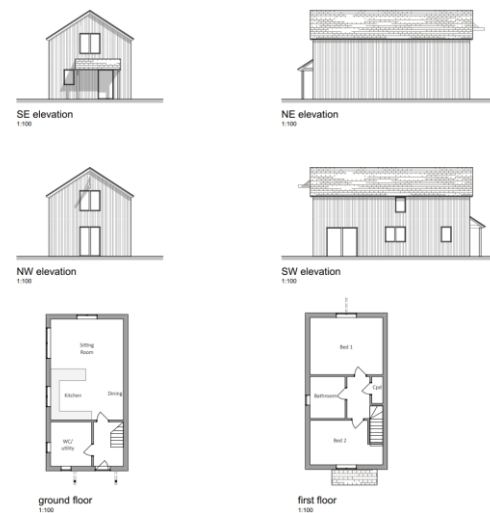 SE elevation
1:100
NE elevation
1:100
NW elevation
1:100
SW elevation
1:100
Sitting
Room
Kitchen
Dining
WC/
utility
ground floor
1:100
Bed 1
Bathroom
Cpd
Bed 2
first floor
1:100